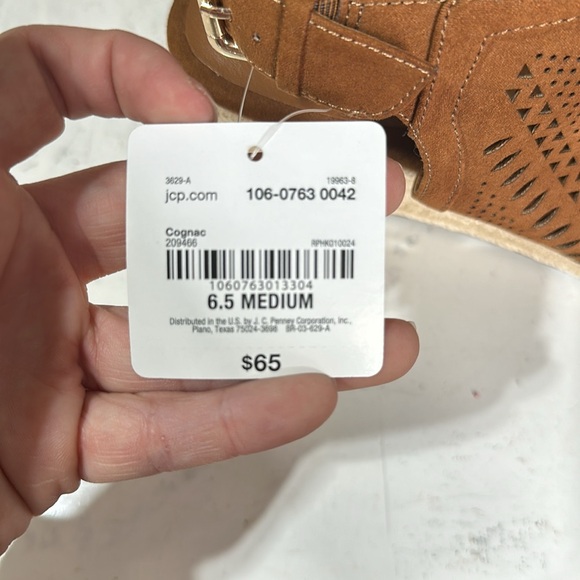 3629-A 19963-8
jcp.com 106-0763 0042
Cognac
209466 RPHK010024
1060763013304
6.5 MEDIUM
Distributed in the U.S. by J. C. Penney Corporation, Inc.,
Plano, Texas 75024-3698 BR-03-629-A
$65